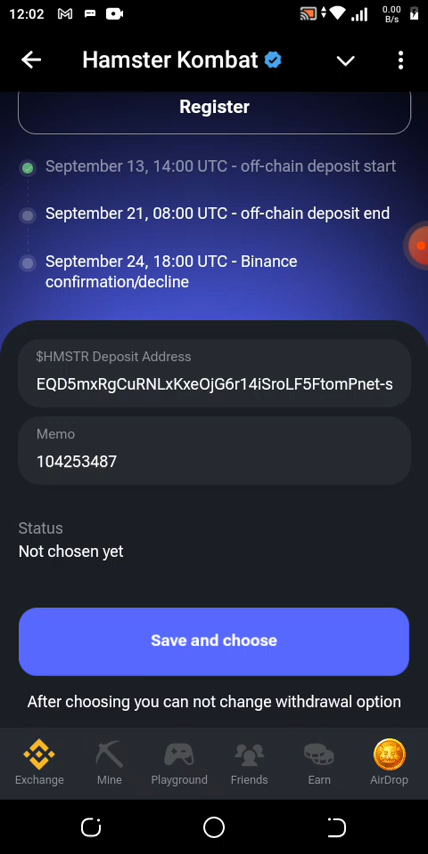 12:02
0.00
B/s
Hamster Kombat
Register
September 13, 14:00 UTC - off-chain deposit start
September 21, 08:00 UTC - off-chain deposit end
September 24, 18:00 UTC - Binance
confirmation/decline
$HMSTR Deposit Address
EQD5mxRgCuRNLxKxeOjG6r14iSroLF5FtomPnet-s
Memo
104253487
Status
Not chosen yet
Save and choose
After choosing you can not change withdrawal option
Exchange
Mine
Playground
Friends
Earn
AirDrop